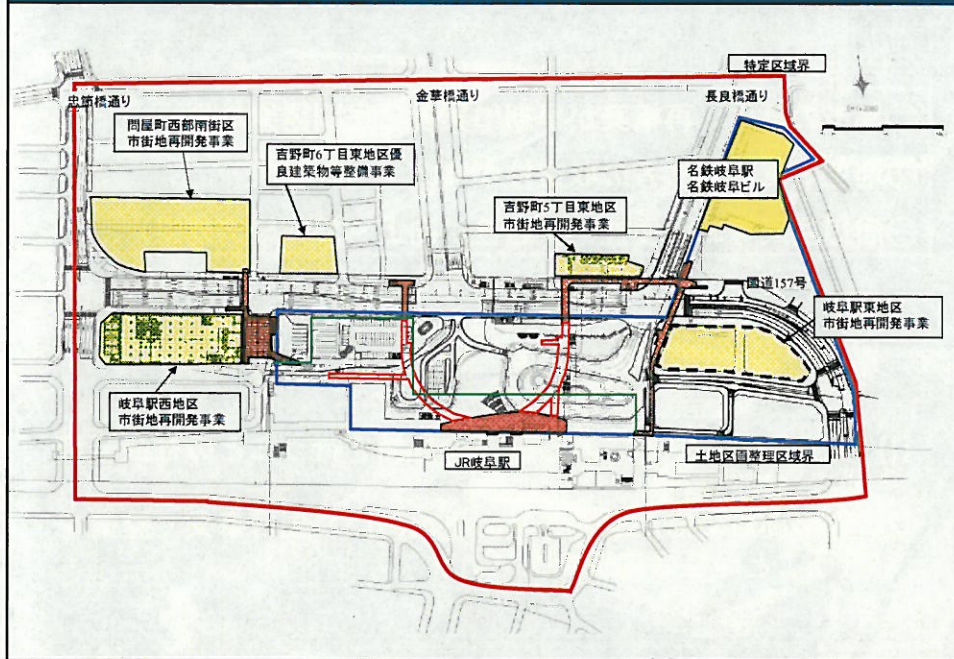 特定区域界
忠節橋通り
金華橋通り
長良橋通り
問屋町西部南街区
市街地再開発事業
吉野町6丁目東地区優
良建築物等整備事業
吉野町5丁目東地区
市街地再開発事業
名鉄岐阜駅
名鉄岐阜ビル
国道157号
岐阜駅東地区
市街地再開発事業
岐阜駅西地区
市街地再開発事業
JR岐阜駅
土地区画整理区域界